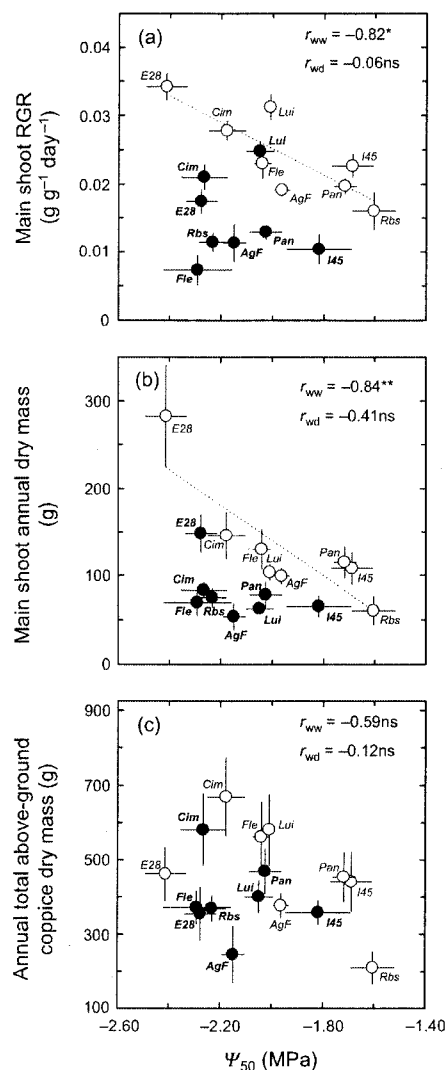 (a)
r_ww = −0.82*
r_wd = −0.06ns
0.04
0.03
0.02
0.01
0
Main shoot RGR
(g g⁻¹ day⁻¹)
E28
Cim
Lui
Lui
Fle
I45
Cim
AgF
Pan
E28
Rbs
Rbs
AgF
Pan
I45
Fle
(b)
r_ww = −0.84**
r_wd = −0.41ns
300
200
100
0
Main shoot annual dry mass
(g)
E28
E28
Cim
Fle
Lui
Pan
I45
Cim
Pan
AgF
Fle
Rbs
Lui
I45
Rbs
AgF
(c)
r_ww = −0.59ns
r_wd = −0.12ns
900
700
500
300
100
Annual total above-ground
coppice dry mass (g)
Cim
Cim
Fle
Lui
E28
Pan
Pan
I45
Fle
Lui
E28
Rbs
AgF
I45
AgF
Rbs
−2.60
−2.20
−1.80
−1.40
Ψ₅₀ (MPa)